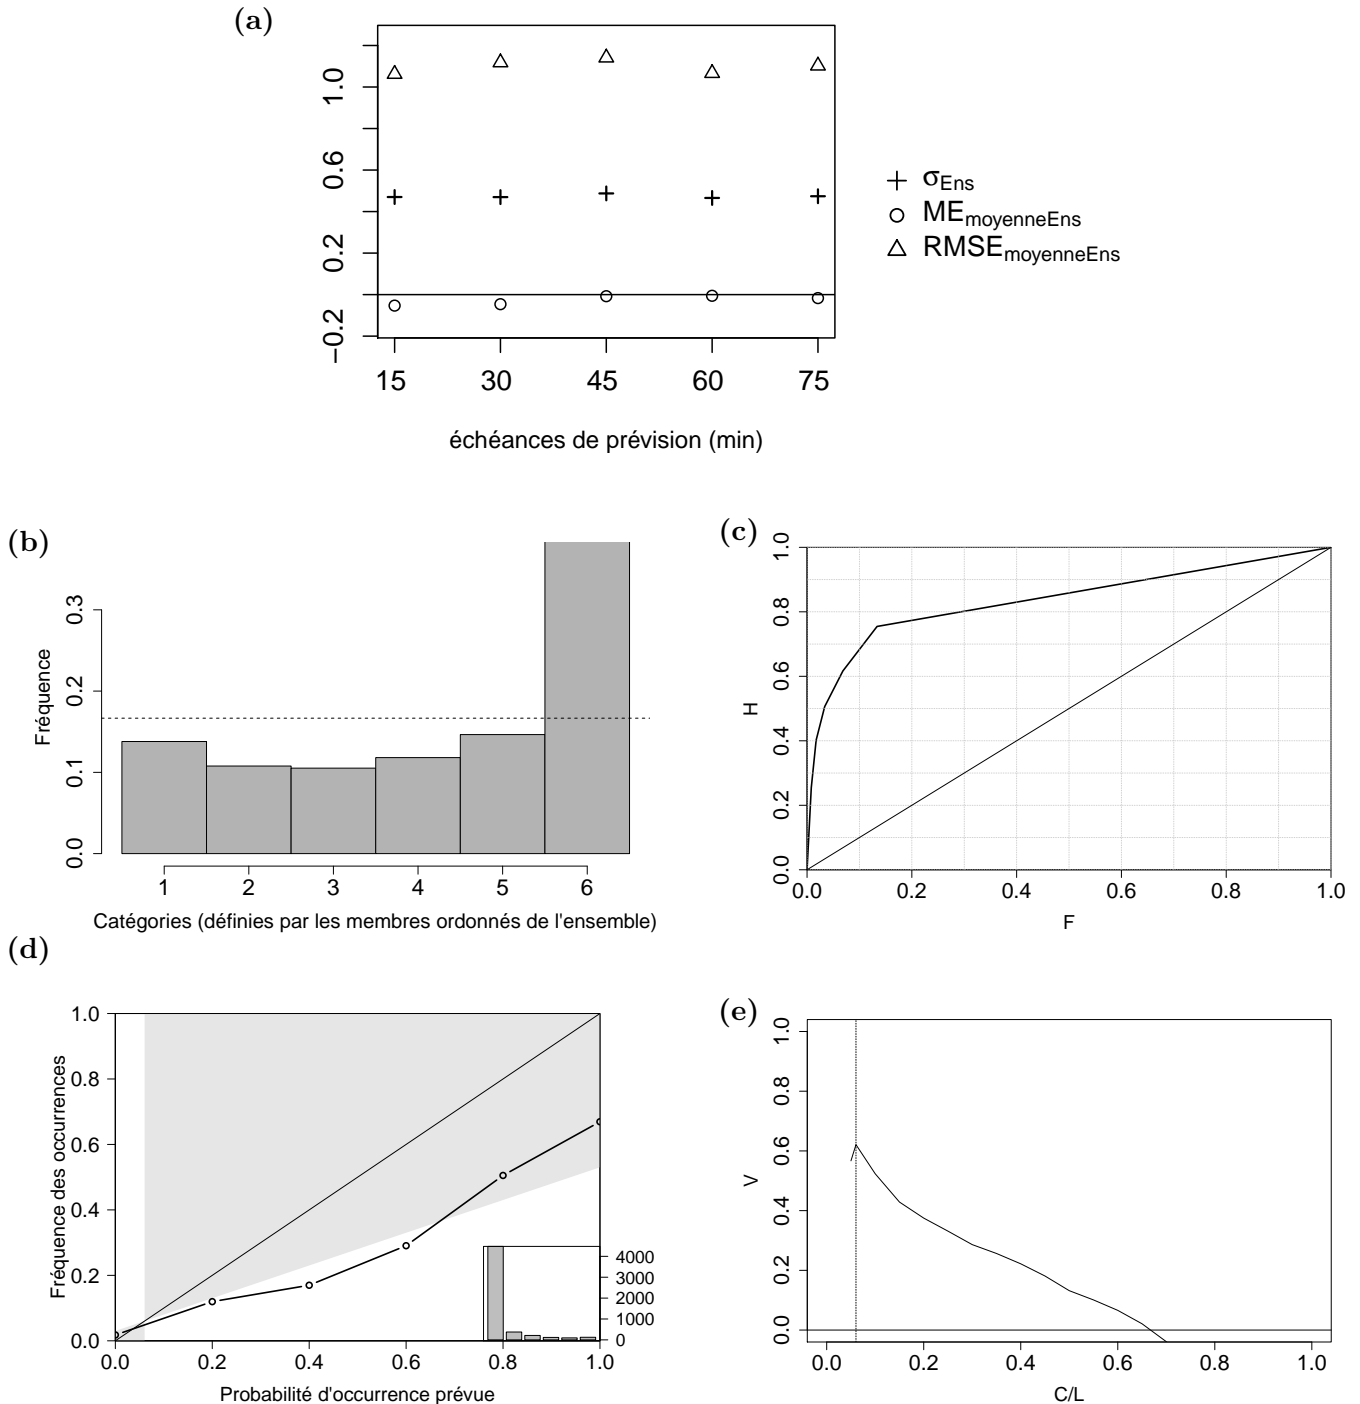 (a)
1.0
0.6
0.2
−0.2
15 30 45 60 75
échéances de prévision (min)
σEns
MEmoyenneEns
RMSEmoyenneEns
(b)
Fréquence
0.3
0.2
0.1
0.0
1 2 3 4 5 6
Catégories (définies par les membres ordonnés de l'ensemble)
(c)
H
1.0
0.8
0.6
0.4
0.2
0.0
0.0 0.2 0.4 0.6 0.8 1.0
F
(d)
Fréquence des occurrences
1.0
0.8
0.6
0.4
0.2
0.0
4000
3000
2000
1000
0
0.0 0.2 0.4 0.6 0.8 1.0
Probabilité d'occurrence prévue
(e)
V
1.0
0.8
0.6
0.4
0.2
0.0
0.0 0.2 0.4 0.6 0.8 1.0
C/L